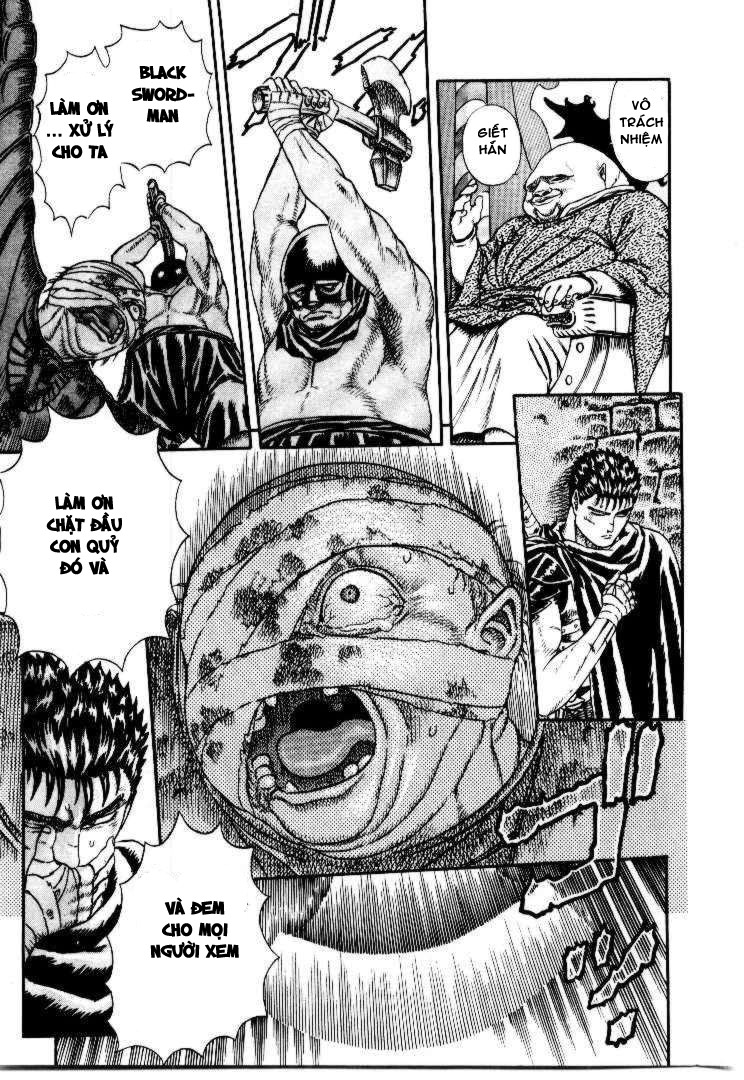 VÔ
TRÁCH
NHIỆM
GIẾT
HẮN
BLACK
SWORD-
MAN
LÀM ƠN
... XỬ LÝ
CHO TA
LÀM ƠN
CHẶT ĐẦU
CON QUỶ
ĐÓ VÀ
VÀ ĐEM
CHO MỌI
NGƯỜI XEM